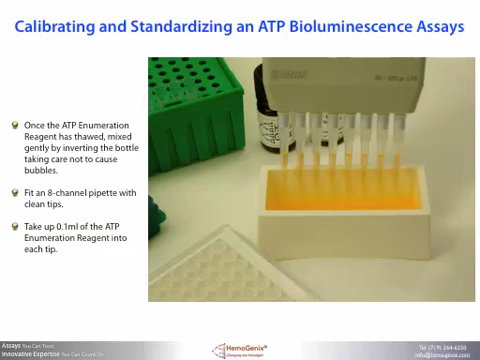 Calibrating and Standardizing an ATP Bioluminescence Assays
Once the ATP Enumeration
Reagent has thawed, mixed
gently by inverting the bottle
taking care not to cause
bubbles.
Fit an 8-channel pipette with
clean tips.
Take up 0.1ml of the ATP
Enumeration Reagent into
each tip.
Assays You Can Trust
Innovative Expertise You Can Count On
HemoGenix®
Changing the Paradigm
Tel: (719) 264-6250
info@hemogenix.com